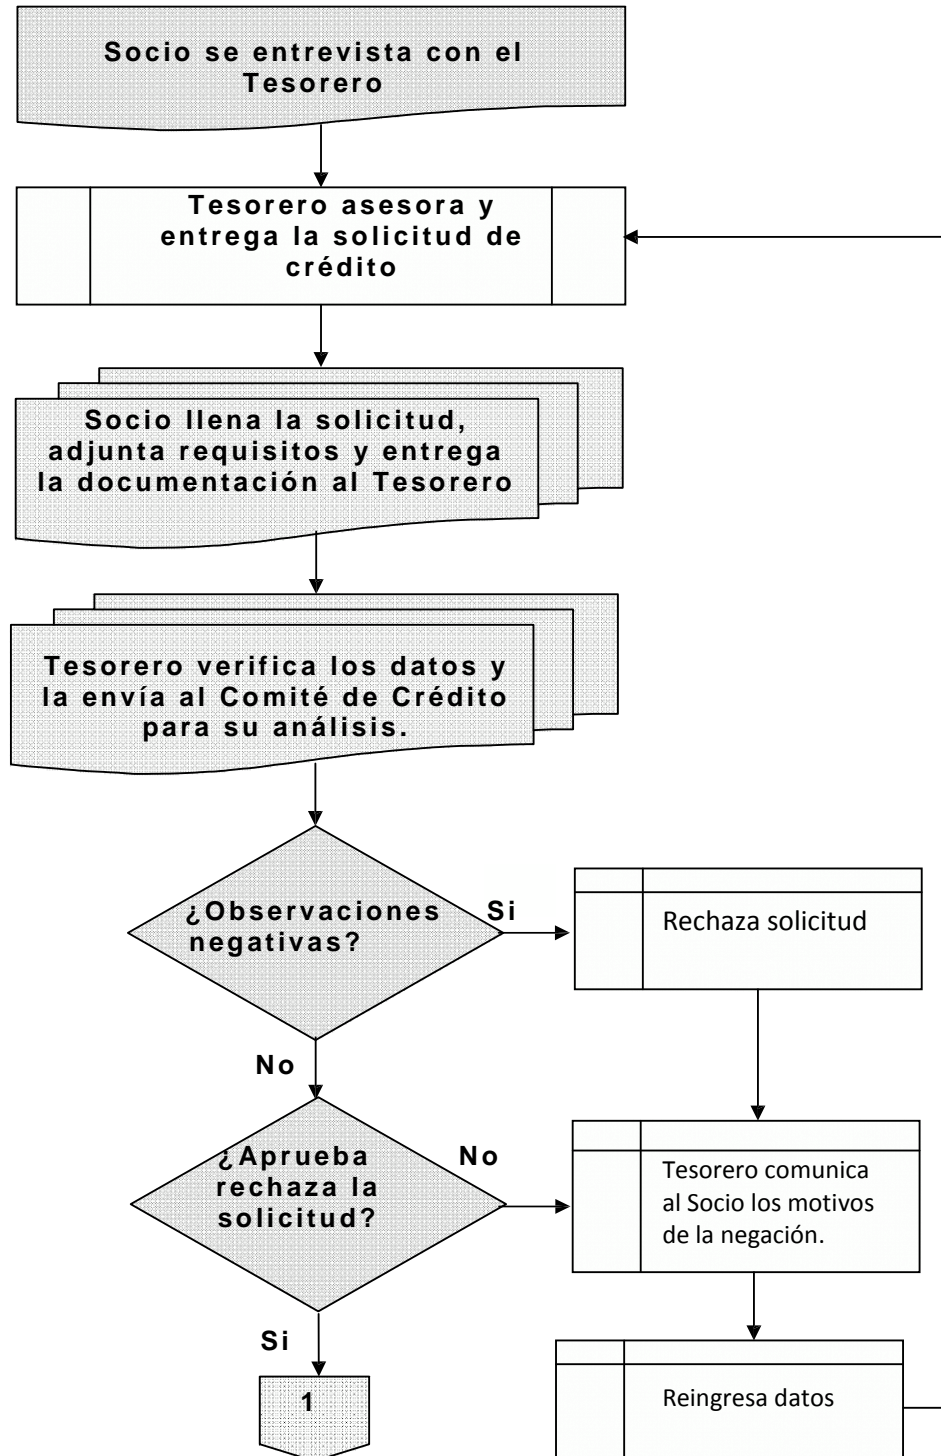 Socio se entrevista con el
Tesorero
Tesorero asesora y
entrega la solicitud de
crédito
Socio llena la solicitud,
adjunta requisitos y entrega
la documentación al Tesorero
Tesorero verifica los datos y
la envía al Comité de Crédito
para su análisis.
¿Observaciones
negativas?
Si
Rechaza solicitud
No
¿Aprueba
rechaza la
solicitud?
No
Tesorero comunica
al Socio los motivos
de la negación.
Si
1
Reingresa datos